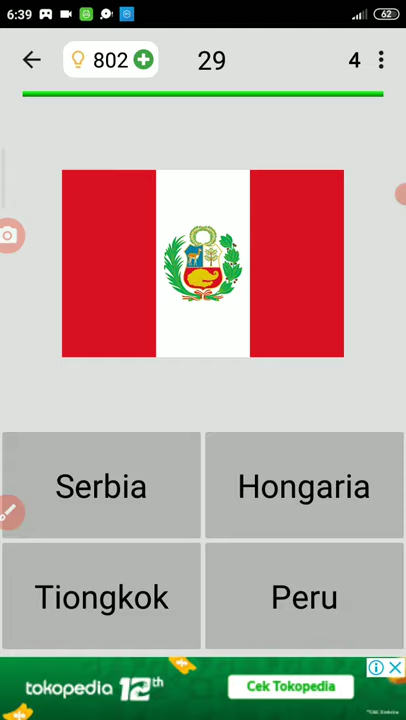 6:39 62
802 29 4
Serbia Hongaria
Tiongkok Peru
tokopedia 12th Cek Tokopedia